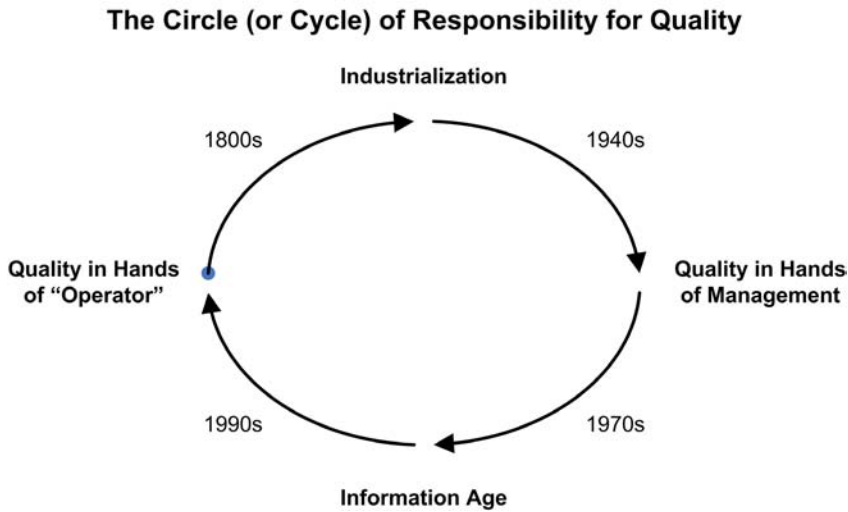 The Circle (or Cycle) of Responsibility for Quality
Industrialization
1800s
1940s
Quality in Hands
of “Operator”
Quality in Hands
of Management
1990s
1970s
Information Age